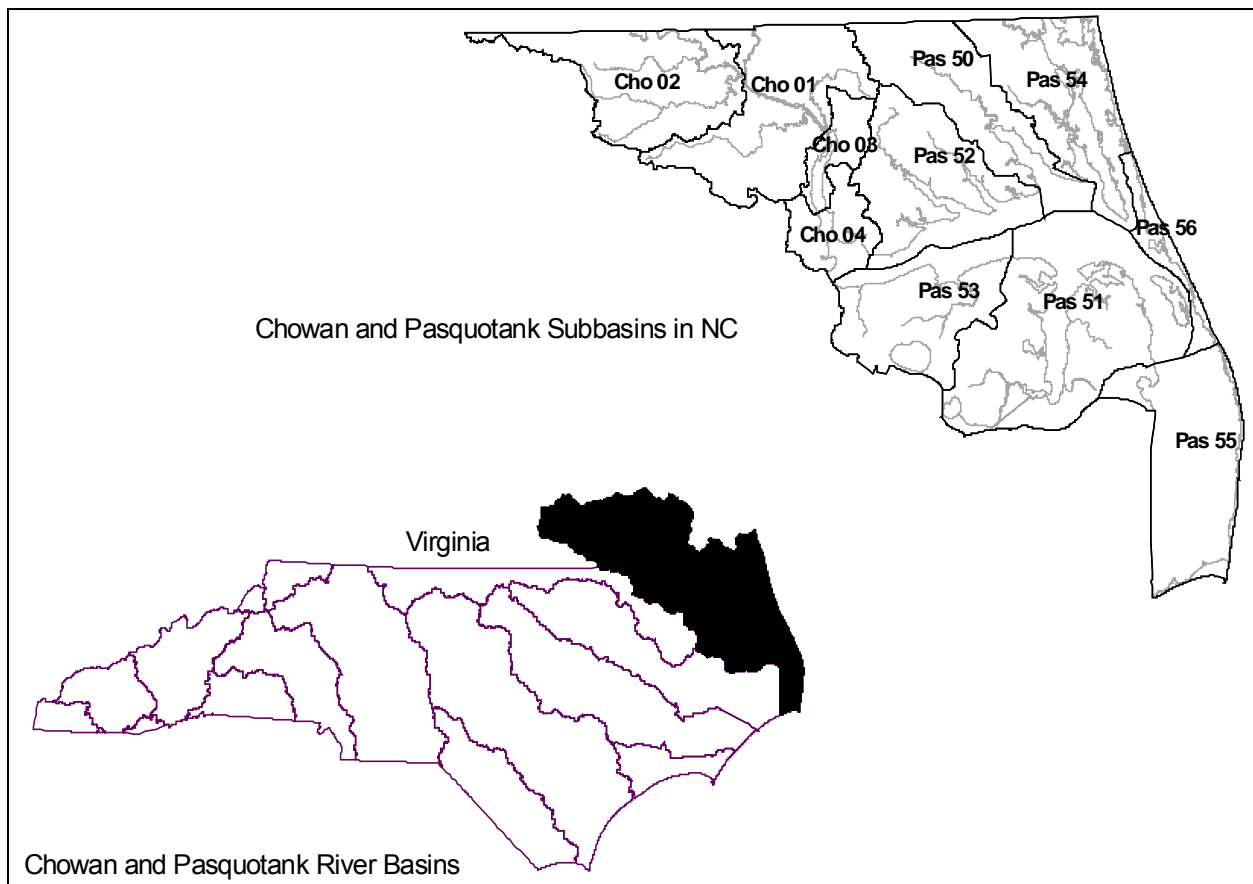 Pas 50
Pas 54
Cho 02
Cho 01
Cho 03
Pas 52
Pas 56
Cho 04
Pas 53
Pas 51
Chowan and Pasquotank Subbasins in NC
Pas 55
Virginia
Chowan and Pasquotank River Basins